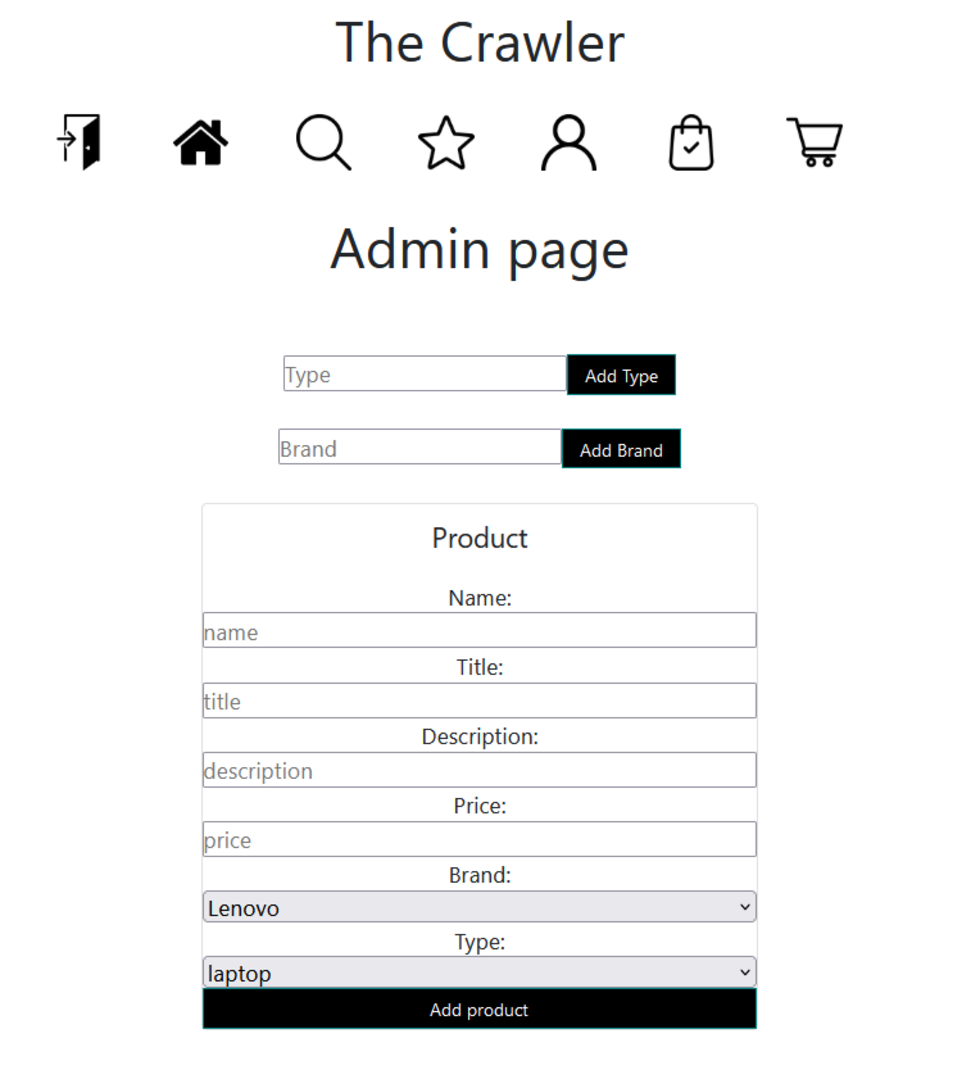 The Crawler
Admin page
Type Add Type
Brand Add Brand
Product
Name:
name
Title:
title
Description:
description
Price:
price
Brand:
Lenovo
Type:
laptop
Add product